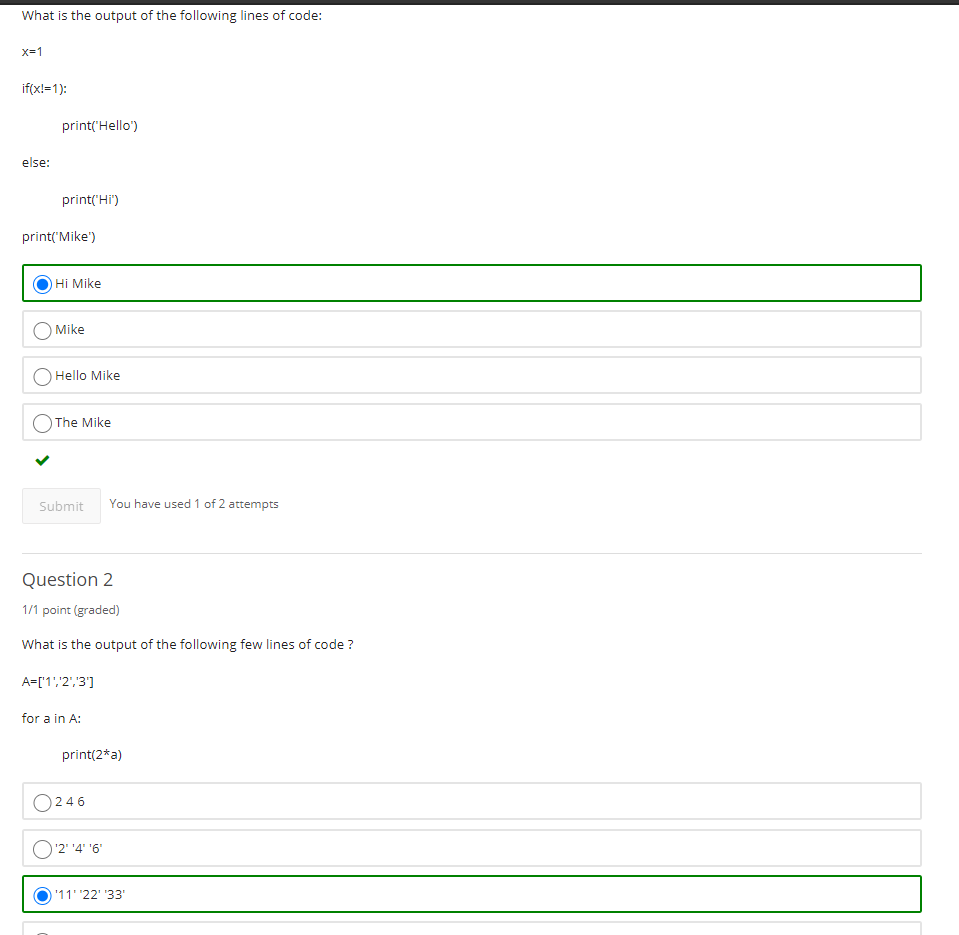 What is the output of the following lines of code:
x=1
if(x!=1):
print('Hello')
else:
print('Hi')
print('Mike')
Hi Mike
Mike
Hello Mike
The Mike
Submit
You have used 1 of 2 attempts
Question 2
1/1 point (graded)
What is the output of the following few lines of code ?
A=['1','2','3']
for a in A:
print(2*a)
2 4 6
'2' '4' '6'
'11' '22' '33'